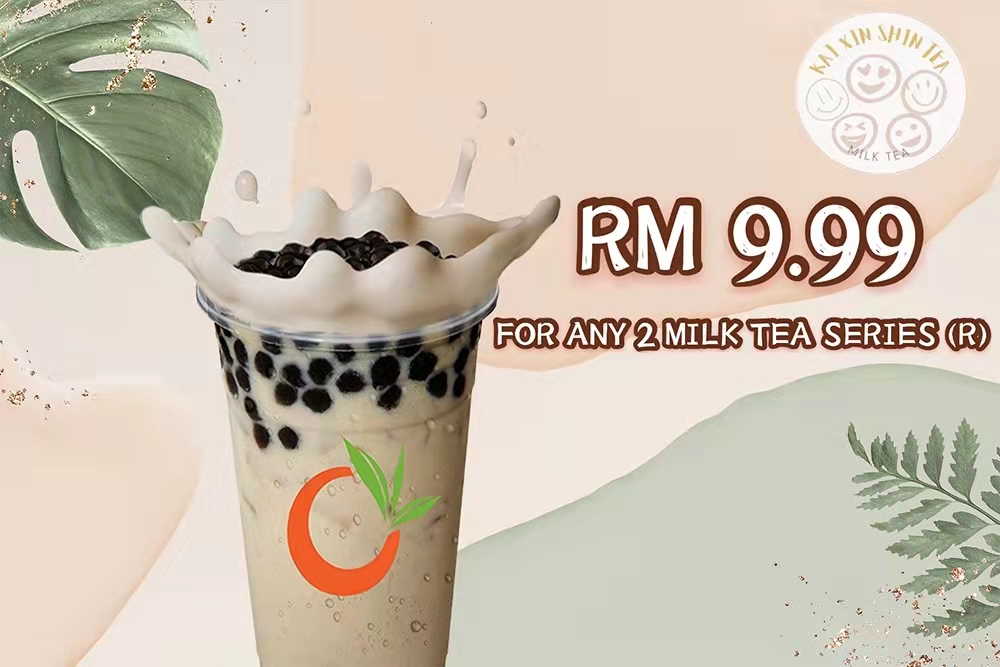 KAI XIN SHIN TEA
MILK TEA
RM 9.99
FOR ANY 2 MILK TEA SERIES (R)